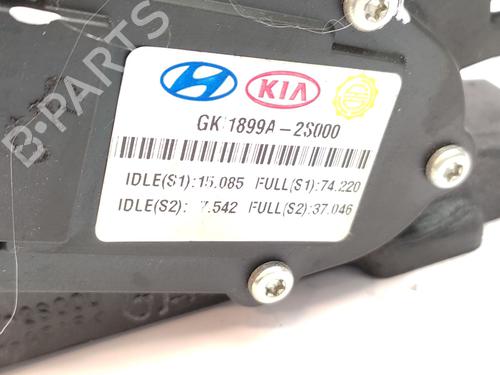 KIA
GK 1899A-2S000
IDLE(S1):15.085 FULL(S1):74.220
IDLE(S2): 7.542 FULL(S2):37.046